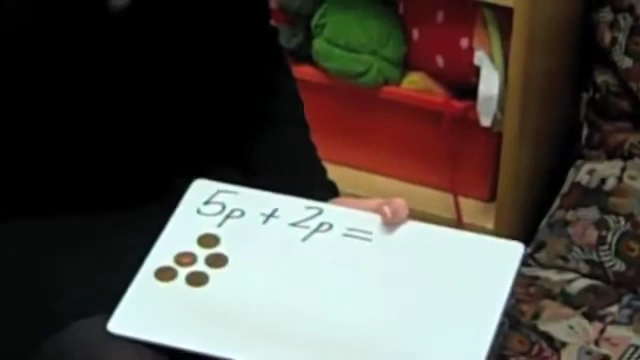 5p + 2p =